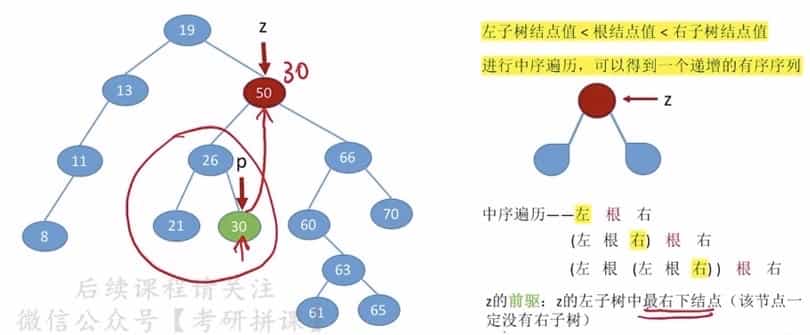 19
z
50
30
13
11
8
26
p
21
30
66
60
70
63
61
65
后续课程请关注
微信公众号【考研拼课】
左子树结点值 < 根结点值 < 右子树结点值
进行中序遍历，可以得到一个递增的有序序列
z
中序遍历——左 根 右
(左 根 右) 根 右
(左 根 (左 根 右)) 根 右
z的前驱：z的左子树中最右下结点（该节点一
定没有右子树）